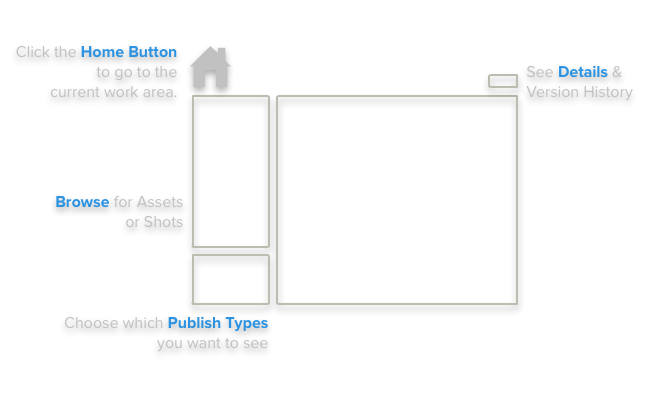 Click the Home Button
to go to the
current work area.
See Details &
Version History
Browse for Assets
or Shots
Choose which Publish Types
you want to see